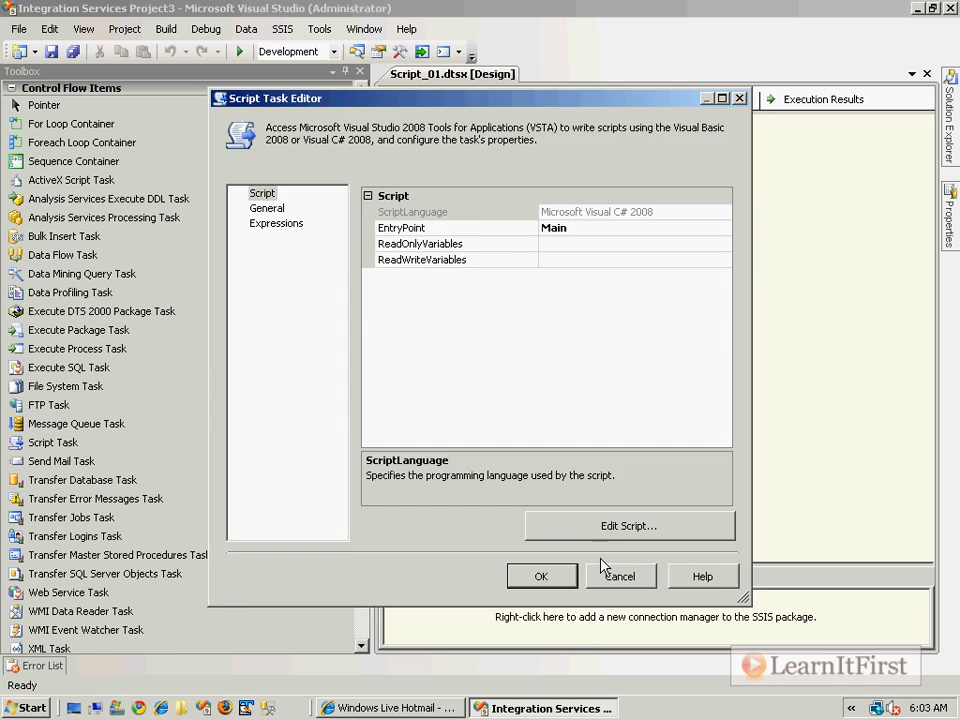 Integration Services Project3 - Microsoft Visual Studio (Administrator)
File Edit View Project Build Debug Data SSIS Tools Window Help
Development
Toolbox
Script_01.dtsx [Design]
Control Flow Items
Pointer
For Loop Container
Foreach Loop Container
Sequence Container
ActiveX Script Task
Analysis Services Execute DDL Task
Analysis Services Processing Task
Bulk Insert Task
Data Flow Task
Data Mining Query Task
Data Profiling Task
Execute DTS 2000 Package Task
Execute Package Task
Execute Process Task
Execute SQL Task
File System Task
FTP Task
Message Queue Task
Script Task
Send Mail Task
Transfer Database Task
Transfer Error Messages Task
Transfer Jobs Task
Transfer Logins Task
Transfer Master Stored Procedures Tas
Transfer SQL Server Objects Task
Web Service Task
WMI Data Reader Task
WMI Event Watcher Task
XML Task
Script Task Editor
Access Microsoft Visual Studio 2008 Tools for Applications (VSTA) to write scripts using the Visual Basic
2008 or Visual C# 2008, and configure the task's properties.
Script
General
Expressions
Script
ScriptLanguage Microsoft Visual C# 2008
EntryPoint Main
ReadOnlyVariables
ReadWriteVariables
ScriptLanguage
Specifies the programming language used by the script.
Edit Script...
OK Cancel Help
Execution Results
Solution Explorer
Properties
Right-click here to add a new connection manager to the SSIS package.
Error List
Ready
LearnItFirst
Start
Windows Live Hotmail - ...
Integration Services ...
6:03 AM